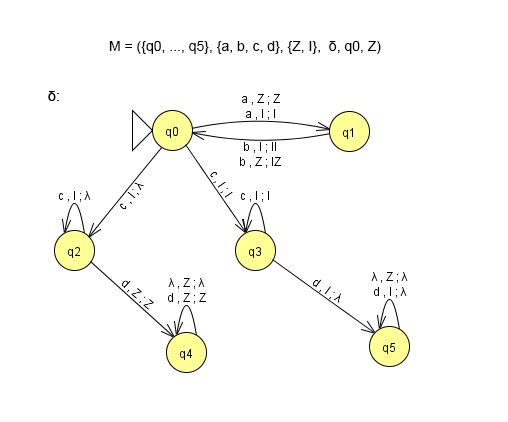 M = ({q0, ..., q5}, {a, b, c, d}, {Z, I}, δ, q0, Z)
δ:
a , Z ; Z
a , I ; I
q0
q1
b , I ; II
b , Z ; IZ
c , I ; λ
c , I ; I
c , I ; λ
c , I ; I
q2
q3
d , Z ; Z
d , I ; λ
λ , Z ; λ
d , Z ; Z
λ , Z ; λ
d , I ; λ
q4
q5